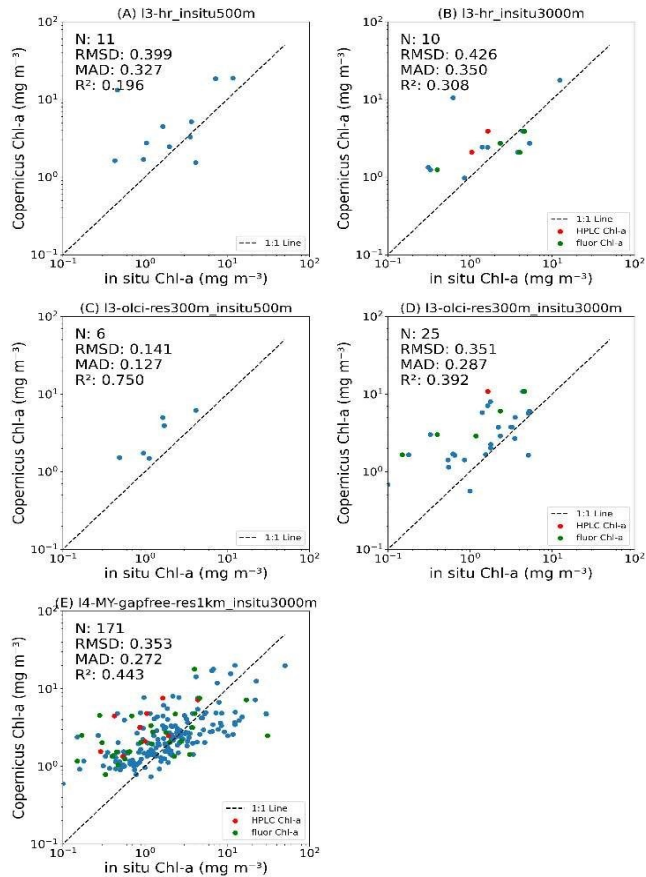 (A) l3-hr_insitu500m
N: 11
RMSD: 0.399
MAD: 0.327
R²: 0.196
Copernicus Chl-a (mg m⁻³)
10²
10¹
10⁰
10⁻¹
1:1 Line
10⁻¹ 10⁰ 10¹ 10²
in situ Chl-a (mg m⁻³)
(B) l3-hr_insitu3000m
N: 10
RMSD: 0.426
MAD: 0.350
R²: 0.308
Copernicus Chl-a (mg m⁻³)
10²
10¹
10⁰
10⁻¹
1:1 Line
HPLC Chl-a
fluor Chl-a
10⁻¹ 10⁰ 10¹ 10²
in situ Chl-a (mg m⁻³)
(C) l3-olci-res300m_insitu500m
N: 6
RMSD: 0.141
MAD: 0.127
R²: 0.750
Copernicus Chl-a (mg m⁻³)
10²
10¹
10⁰
10⁻¹
1:1 Line
10⁻¹ 10⁰ 10¹ 10²
in situ Chl-a (mg m⁻³)
(D) l3-olci-res300m_insitu3000m
N: 25
RMSD: 0.351
MAD: 0.287
R²: 0.392
Copernicus Chl-a (mg m⁻³)
10²
10¹
10⁰
10⁻¹
1:1 Line
HPLC Chl-a
fluor Chl-a
10⁻¹ 10⁰ 10¹ 10²
in situ Chl-a (mg m⁻³)
(E) l4-MY-gapfree-res1km_insitu3000m
N: 171
RMSD: 0.353
MAD: 0.272
R²: 0.443
Copernicus Chl-a (mg m⁻³)
10²
10¹
10⁰
10⁻¹
1:1 Line
HPLC Chl-a
fluor Chl-a
10⁻¹ 10⁰ 10¹ 10²
in situ Chl-a (mg m⁻³)